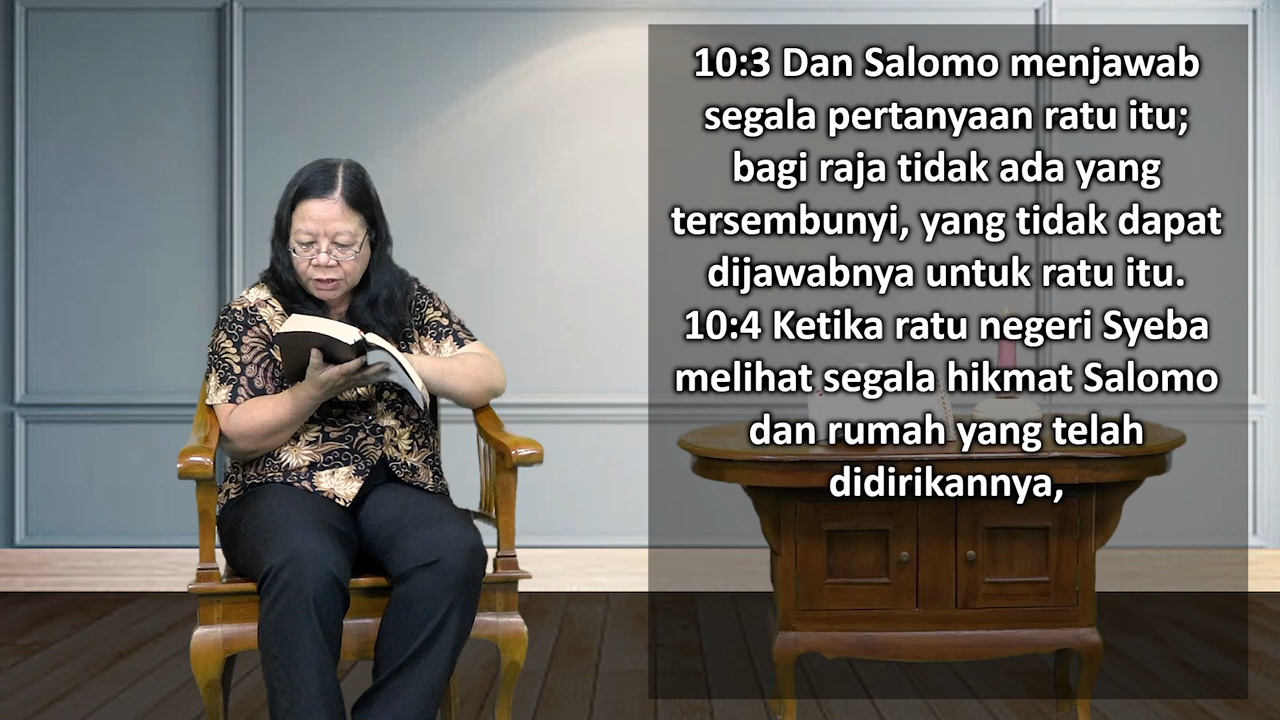 10:3 Dan Salomo menjawab
segala pertanyaan ratu itu;
bagi raja tidak ada yang
tersembunyi, yang tidak dapat
dijawabnya untuk ratu itu.
10:4 Ketika ratu negeri Syeba
melihat segala hikmat Salomo
dan rumah yang telah
didirikannya,